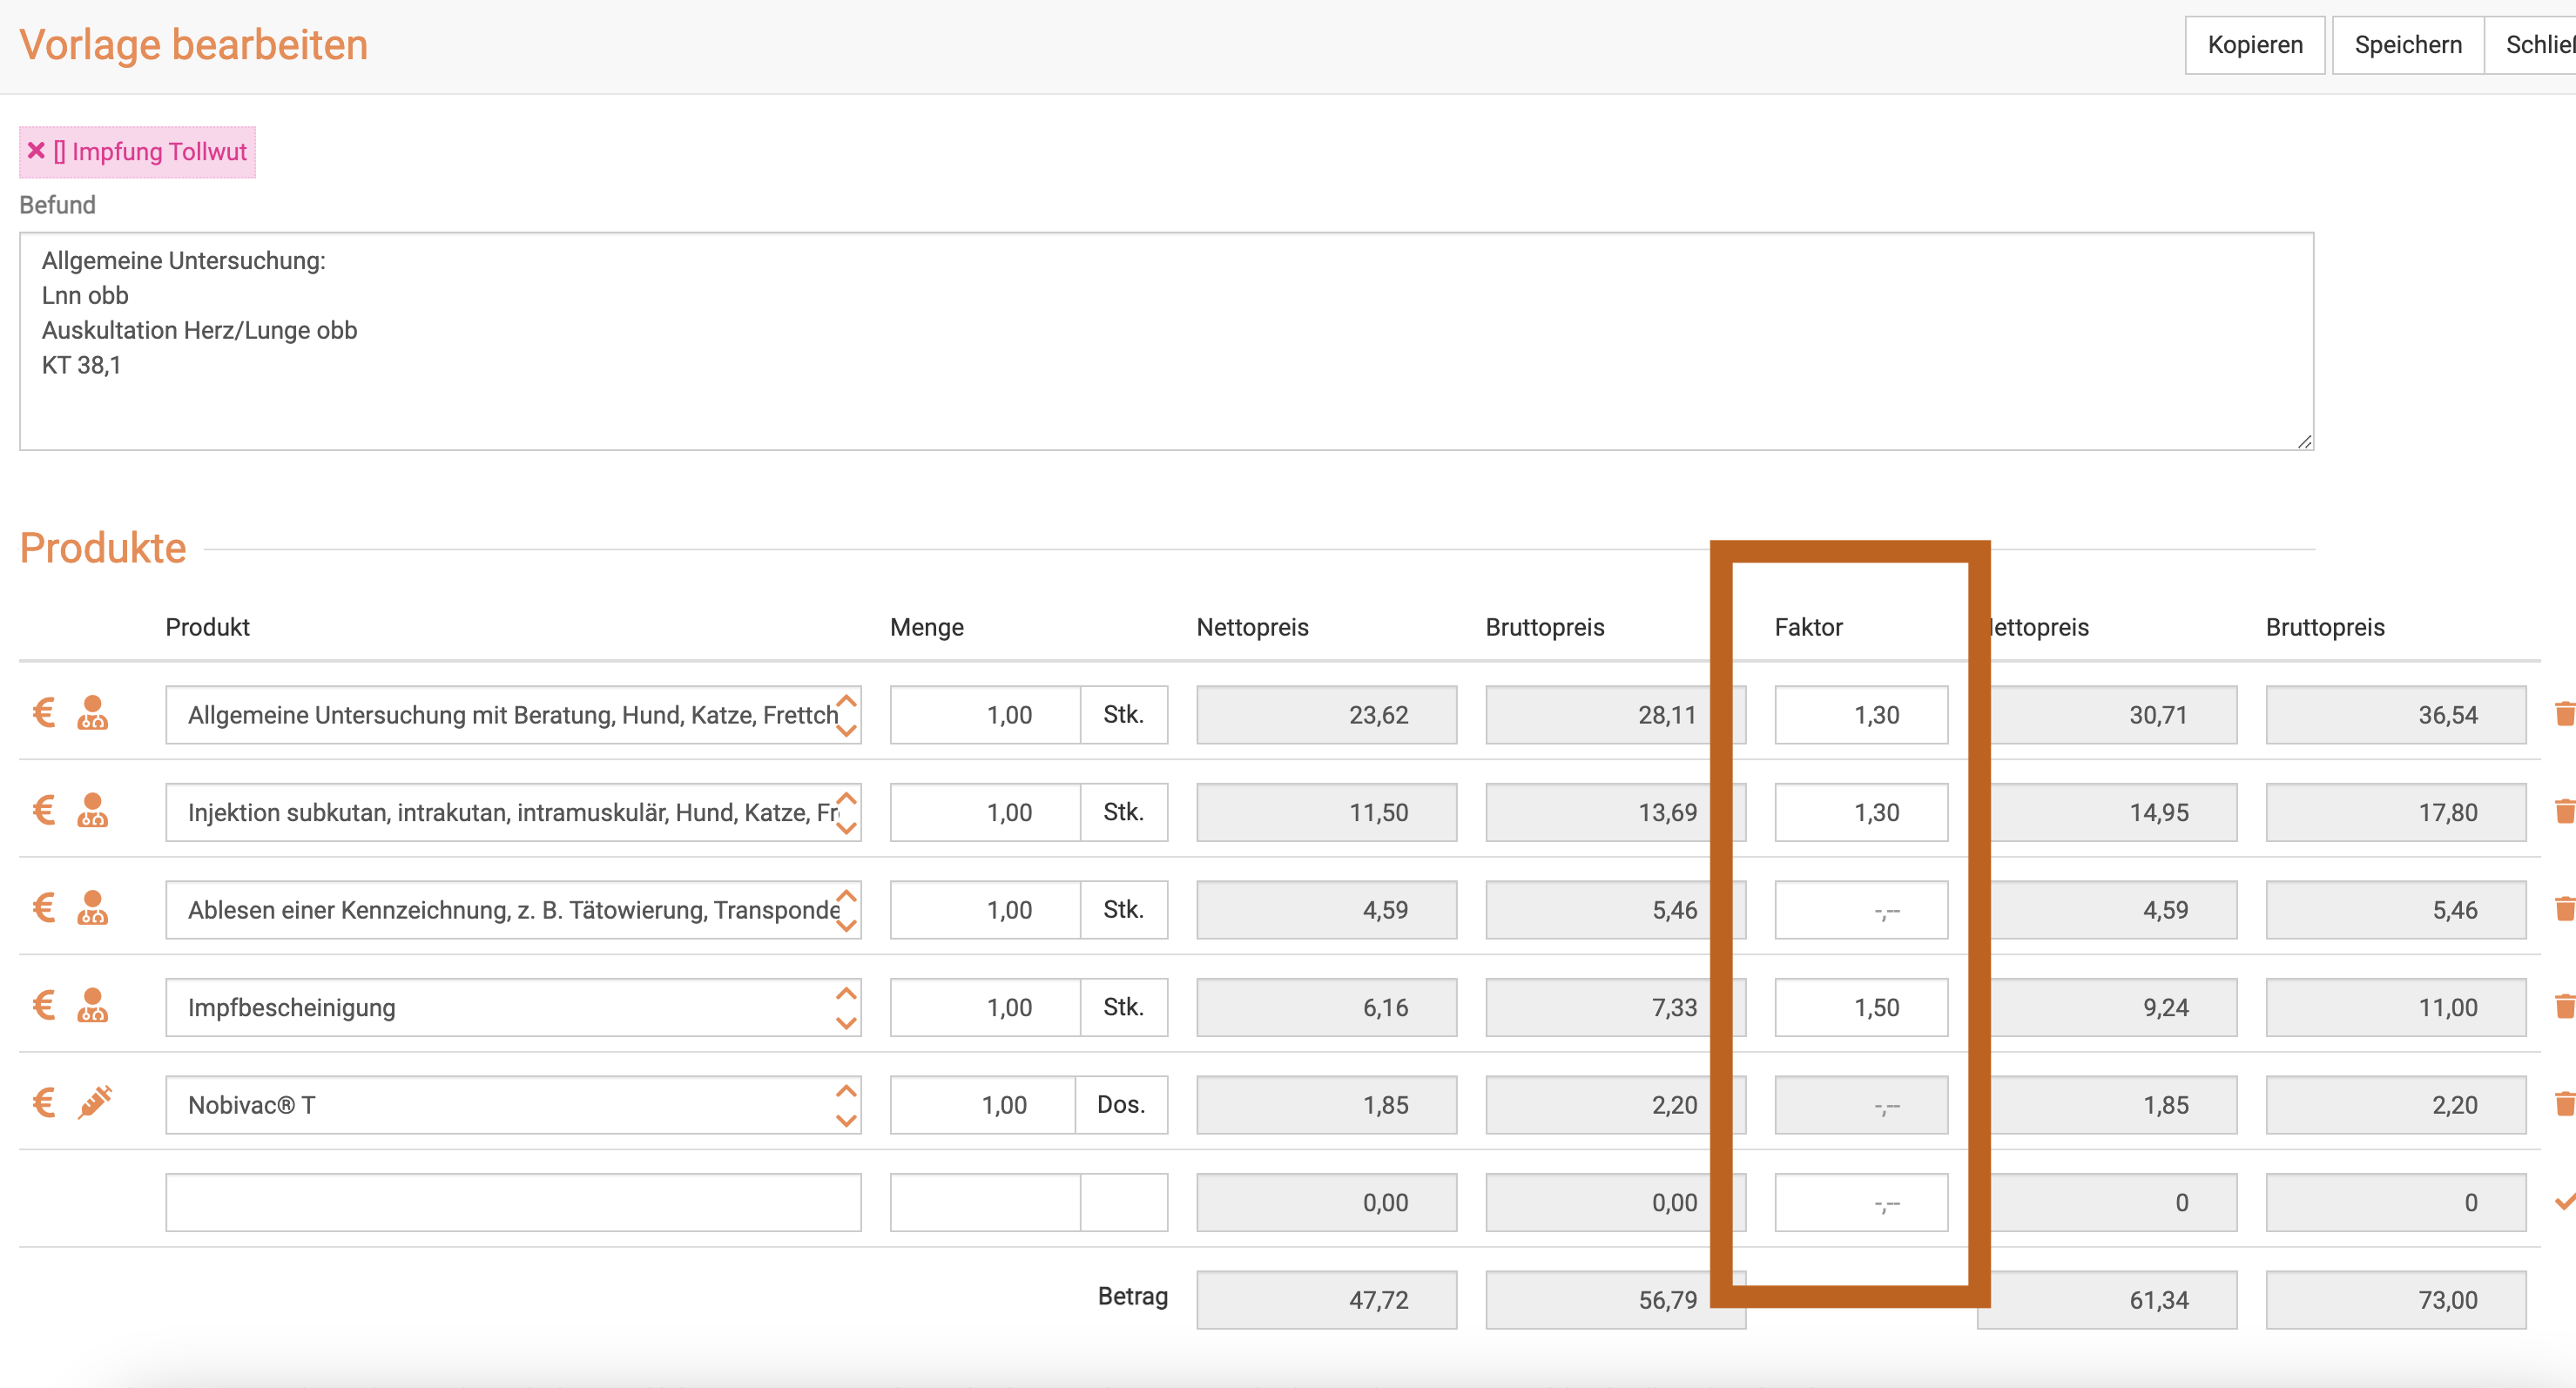 Vorlage bearbeiten
Kopieren Speichern Schließ
[] Impfung Tollwut
Befund
Allgemeine Untersuchung:
Lnn obb
Auskultation Herz/Lunge obb
KT 38,1
Produkte
Produkt Menge Nettopreis Bruttopreis Faktor ettopreis Bruttopreis
€ Allgemeine Untersuchung mit Beratung, Hund, Katze, Frettch 1,00 Stk. 23,62 28,11 1,30 30,71 36,54
€ Injektion subkutan, intrakutan, intramuskulär, Hund, Katze, Fr 1,00 Stk. 11,50 13,69 1,30 14,95 17,80
€ Ablesen einer Kennzeichnung, z. B. Tätowierung, Transponde 1,00 Stk. 4,59 5,46 -,-- 4,59 5,46
€ Impfbescheinigung 1,00 Stk. 6,16 7,33 1,50 9,24 11,00
€ Nobivac® T 1,00 Dos. 1,85 2,20 -,-- 1,85 2,20
0,00 0,00 -,-- 0 0
Betrag 47,72 56,79 61,34 73,00